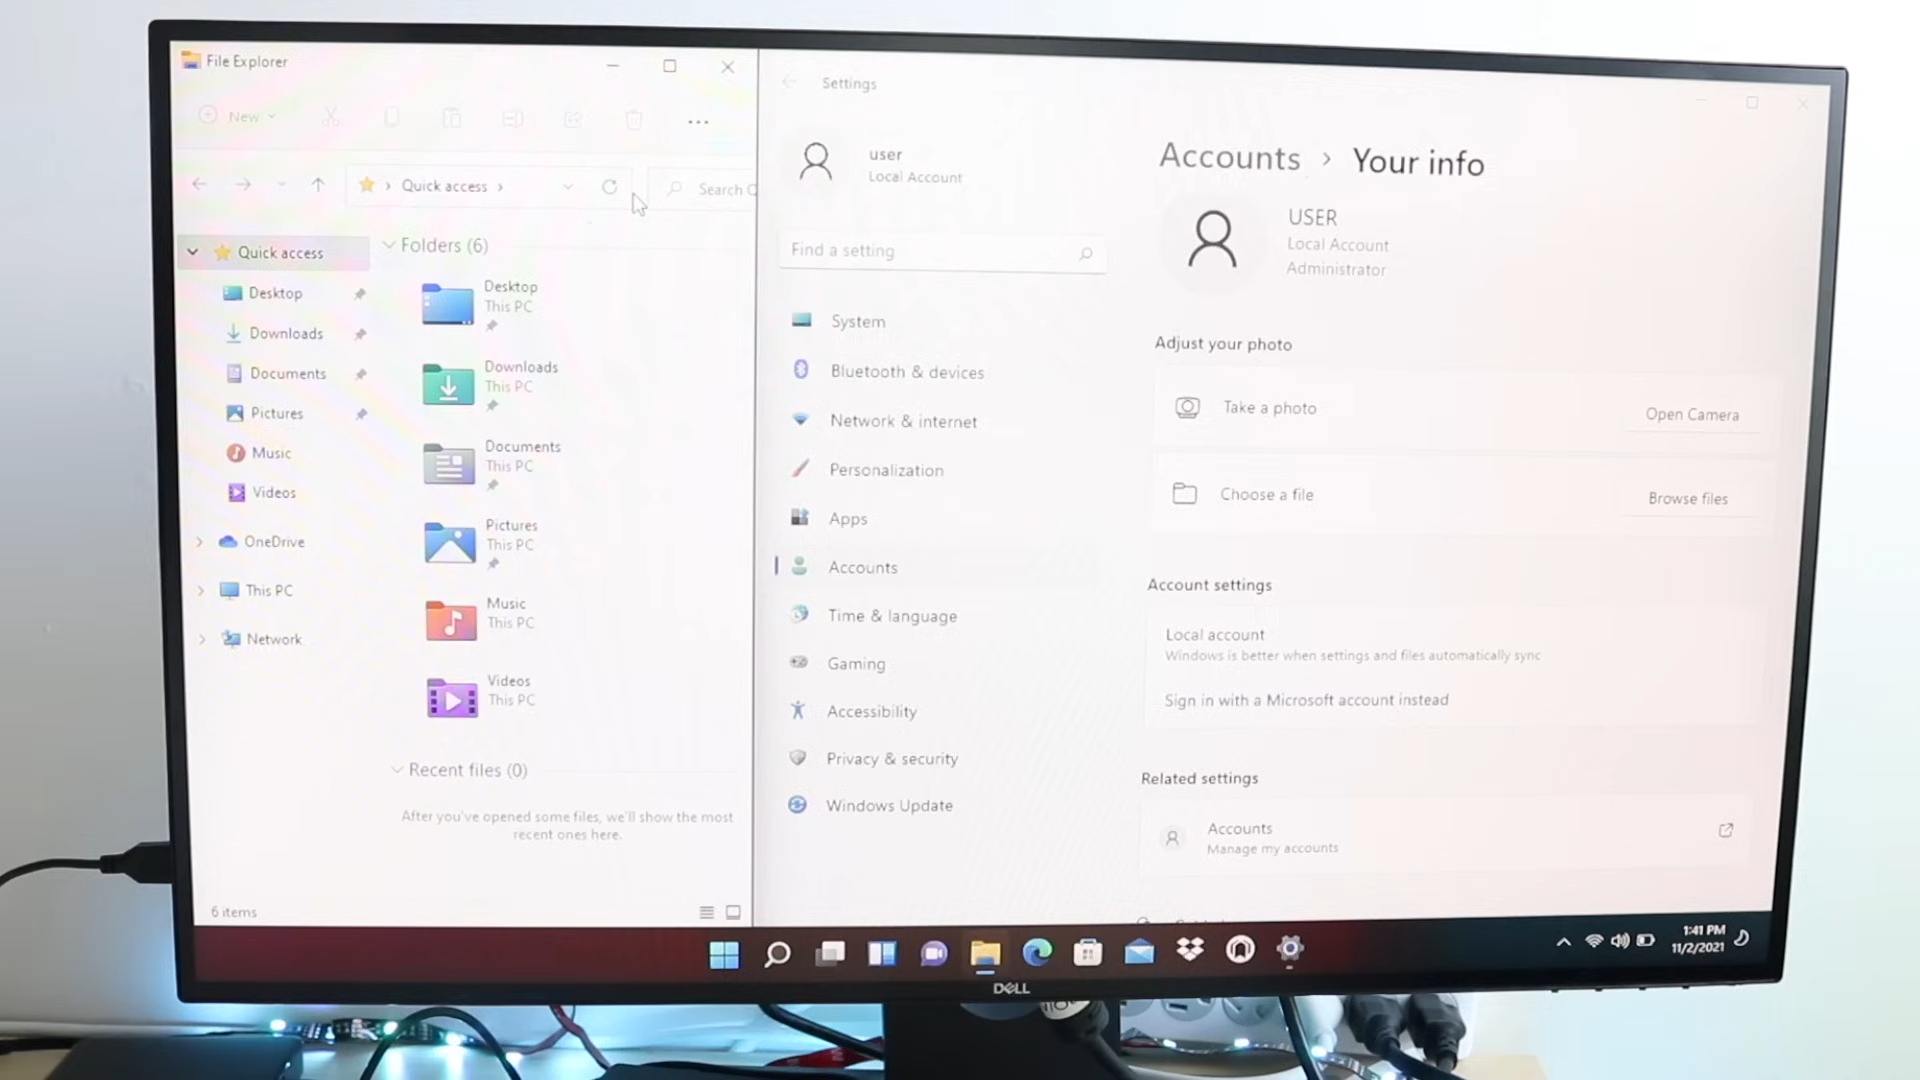 File Explorer
New
Quick access
Search
Quick access
Desktop
Downloads
Documents
Pictures
Music
Videos
OneDrive
This PC
Network
Folders (6)
Desktop
This PC
Downloads
This PC
Documents
This PC
Pictures
This PC
Music
This PC
Videos
This PC
Recent files (0)
After you've opened some files, we'll show the most
recent ones here.
6 items
Settings
user
Local Account
Find a setting
System
Bluetooth & devices
Network & internet
Personalization
Apps
Accounts
Time & language
Gaming
Accessibility
Privacy & security
Windows Update
Accounts > Your info
USER
Local Account
Administrator
Adjust your photo
Take a photo
Open Camera
Choose a file
Browse files
Account settings
Local account
Windows is better when settings and files automatically sync
Sign in with a Microsoft account instead
Related settings
Accounts
Manage my accounts
1:41 PM
11/2/2021
DELL